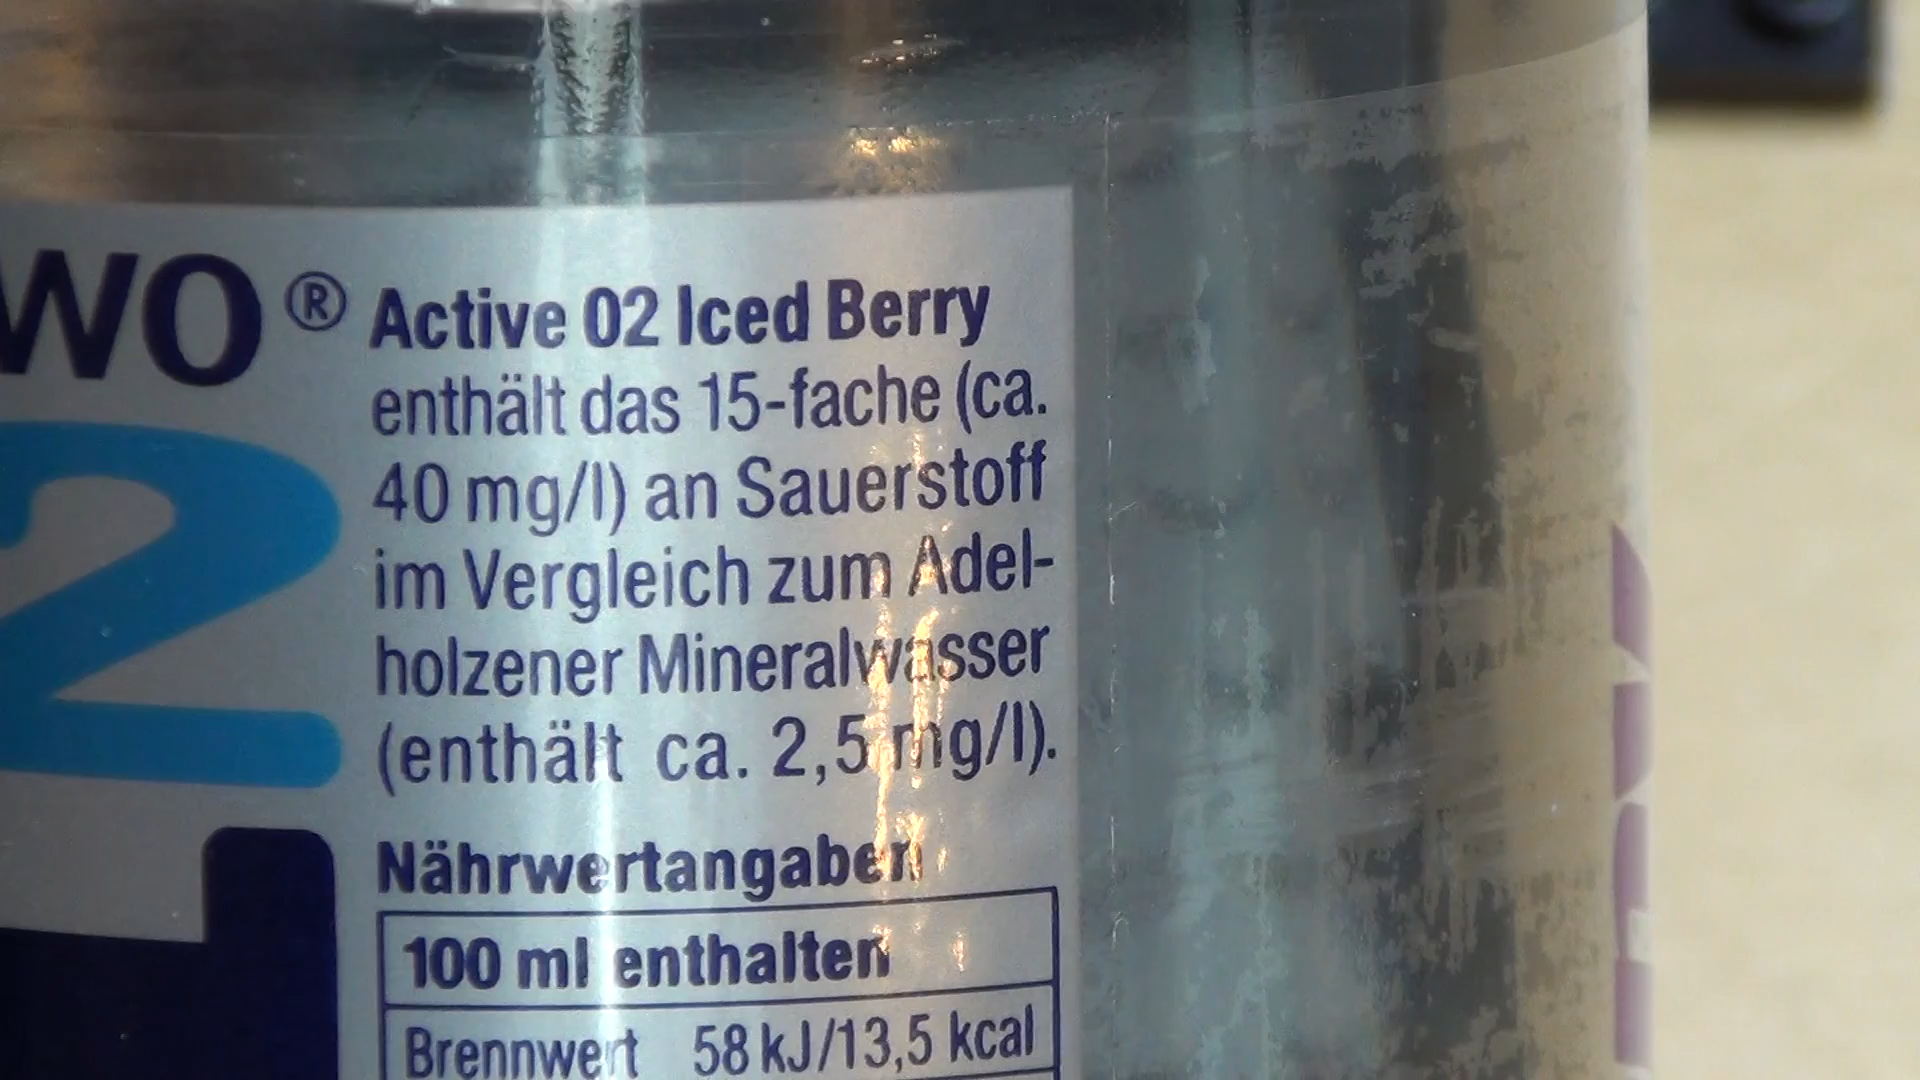 WO®
2
Active 02 Iced Berry
enthält das 15-fache (ca.
40 mg/l) an Sauerstoff
im Vergleich zum Adel-
holzener Mineralwasser
(enthält ca. 2,5 mg/l).
Nährwertangaben
100 ml enthalten
Brennwert 58 kJ/13,5 kcal